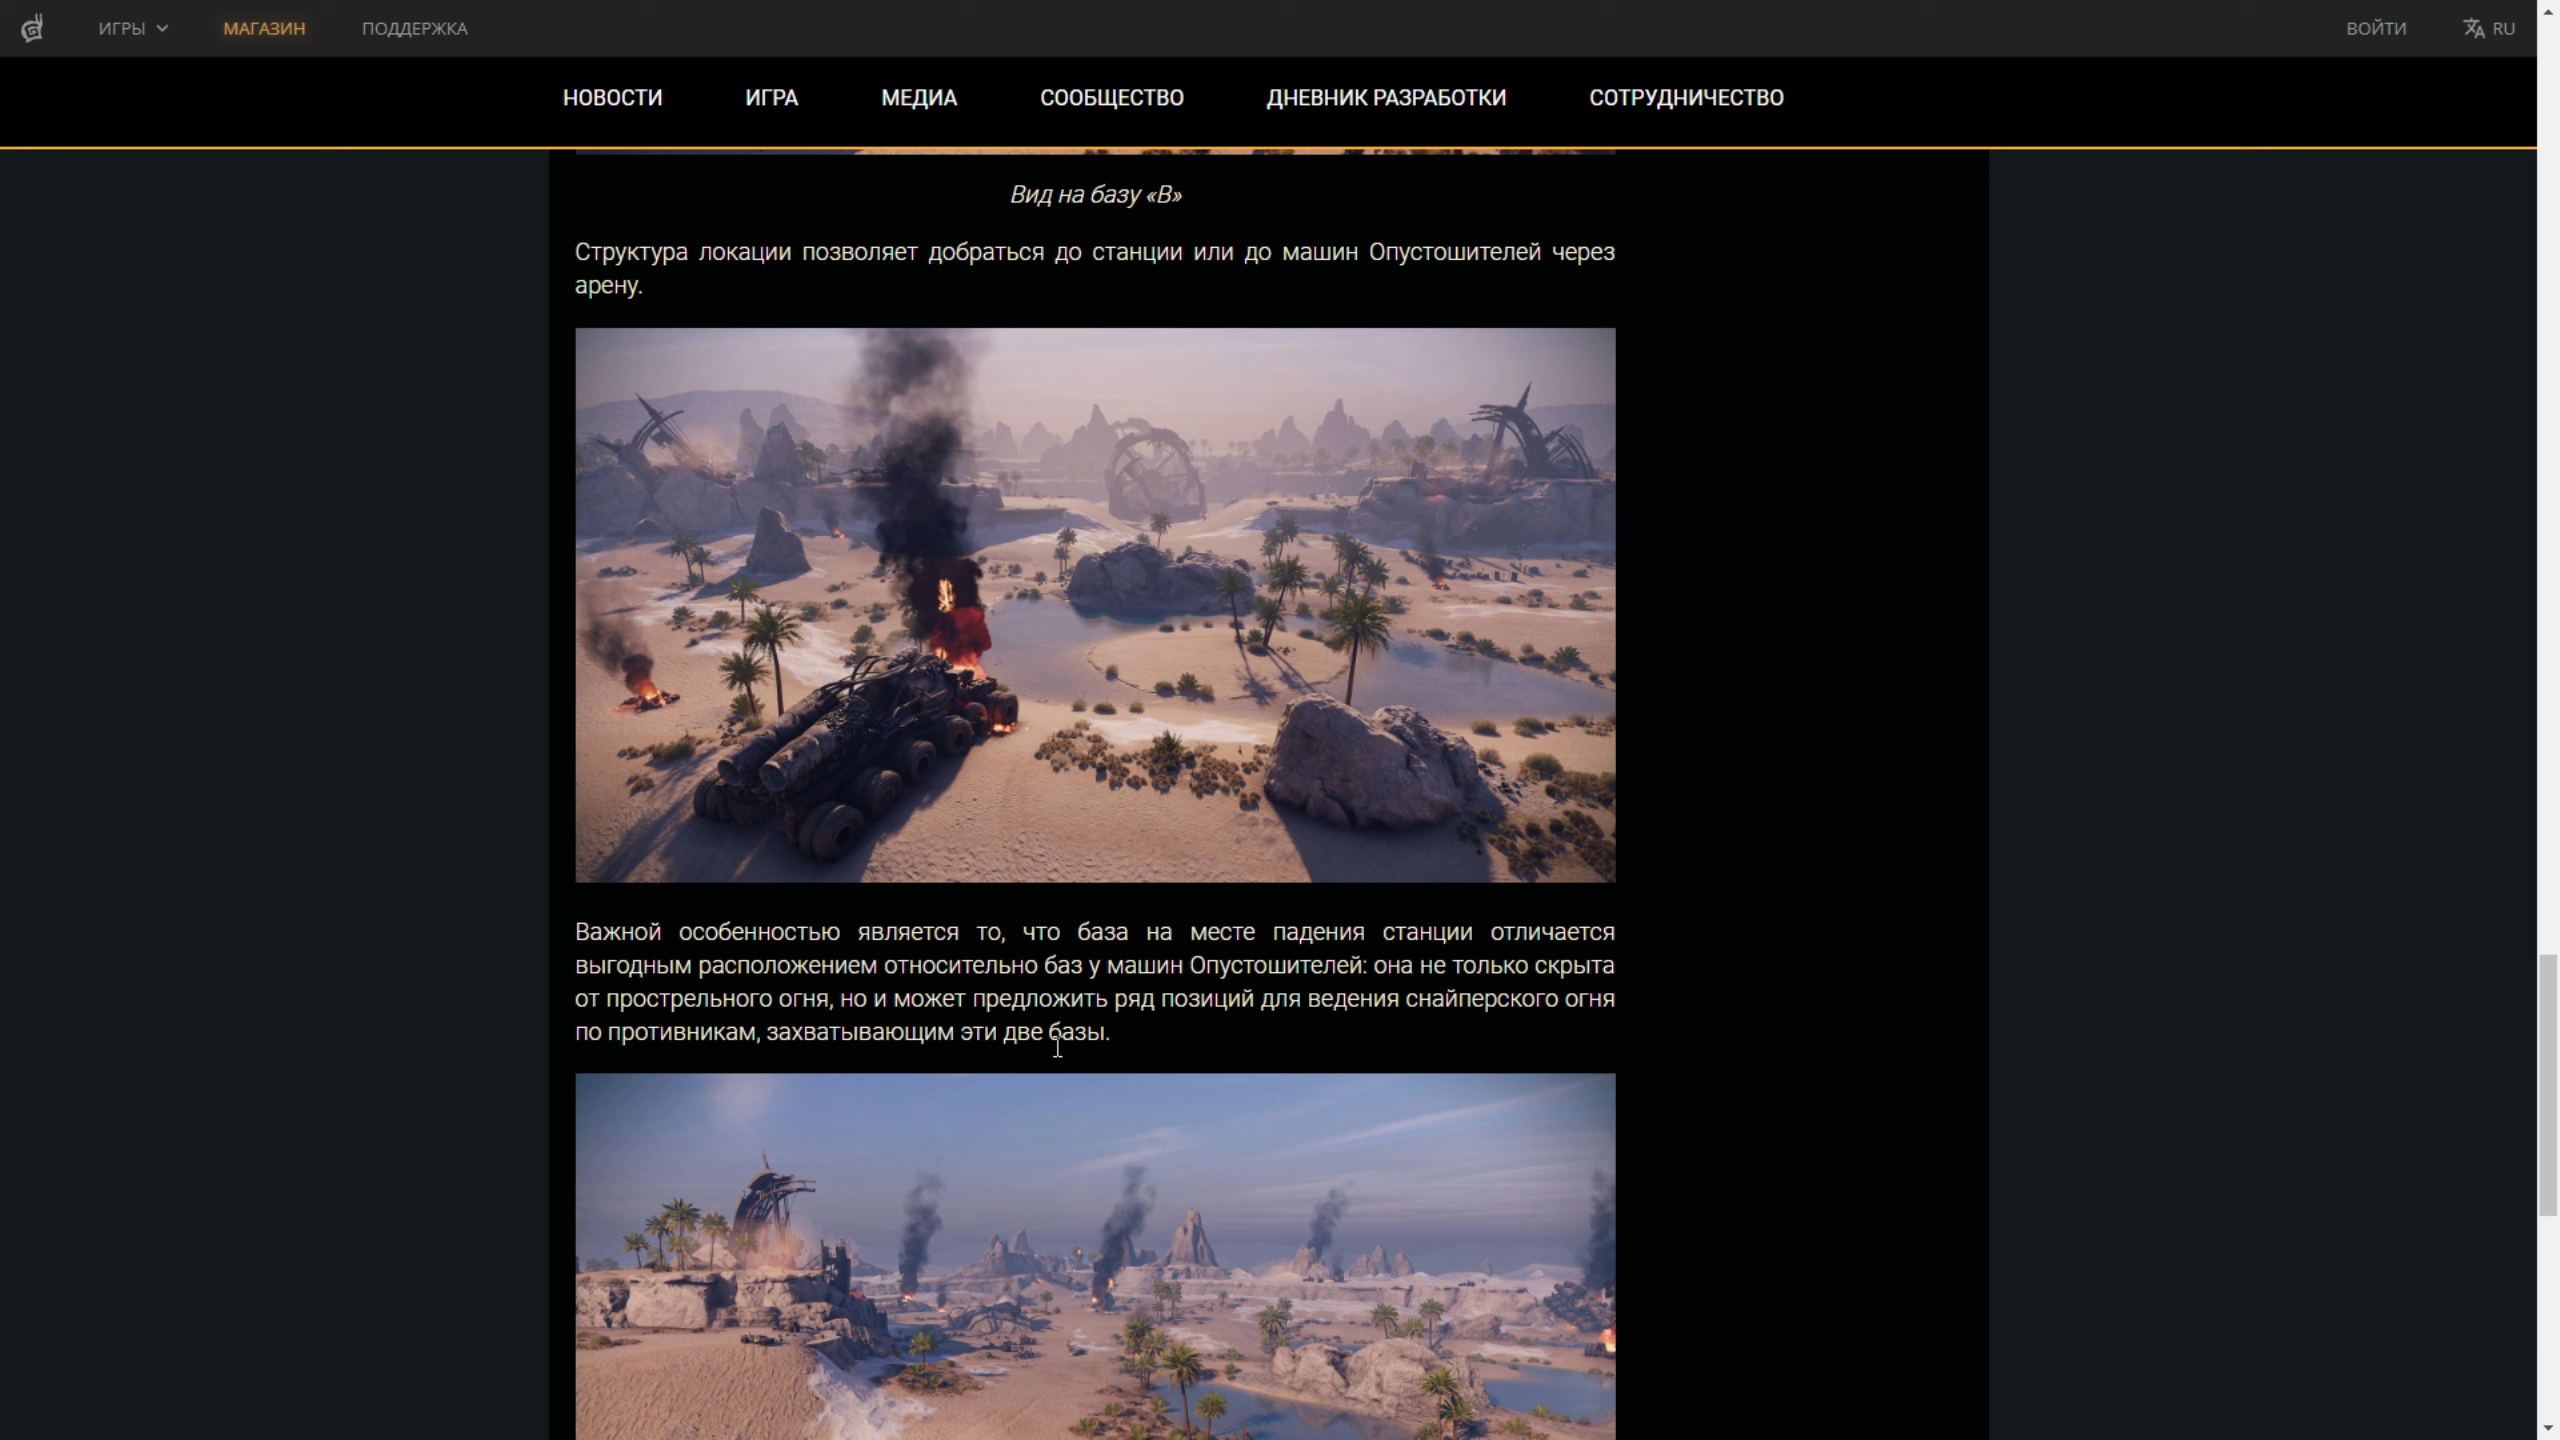 ИГРЫ МАГАЗИН ПОДДЕРЖКА ВОЙТИ RU
НОВОСТИ ИГРА МЕДИА СООБЩЕСТВО ДНЕВНИК РАЗРАБОТКИ СОТРУДНИЧЕСТВО
Вид на базу «B»
Структура локации позволяет добраться до станции или до машин Опустошителей через
арену.
Важной особенностью является то, что база на месте падения станции отличается
выгодным расположением относительно баз у машин Опустошителей: она не только скрыта
от прострельного огня, но и может предложить ряд позиций для ведения снайперского огня
по противникам, захватывающим эти две базы.